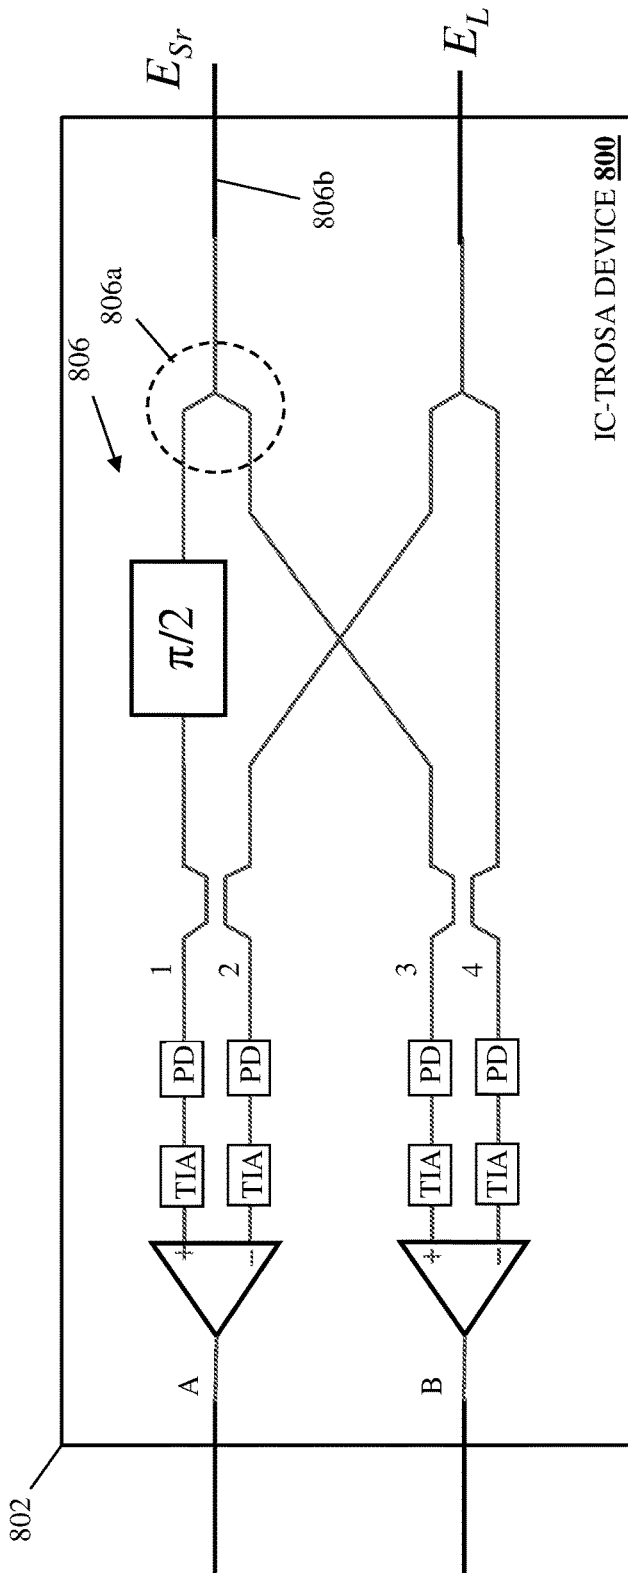 802
A
B
+
-
+
-
TIA
TIA
TIA
TIA
PD
PD
PD
PD
1
2
3
4
π/2
806
806a
806b
E_Sr
E_L
IC-TROSA DEVICE 800